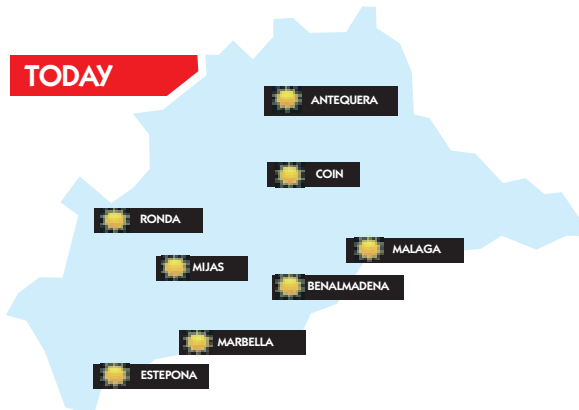 TODAY
ANTEQUERA
COIN
RONDA
MALAGA
MIJAS
BENALMADENA
MARBELLA
ESTEPONA